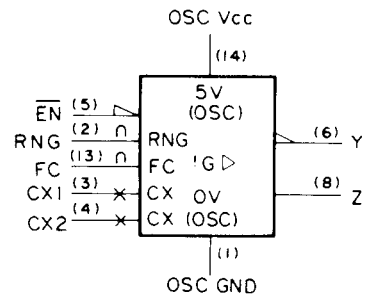 OSC Vcc
(14)
5V
(OSC)
EN (5)
RNG (2) ∩ RNG
FC (13) ∩ FC
!G ▷
CX1 (3) CX
CX2 (4) CX
0V
(OSC)
(6) Y
(8) Z
(1)
OSC GND